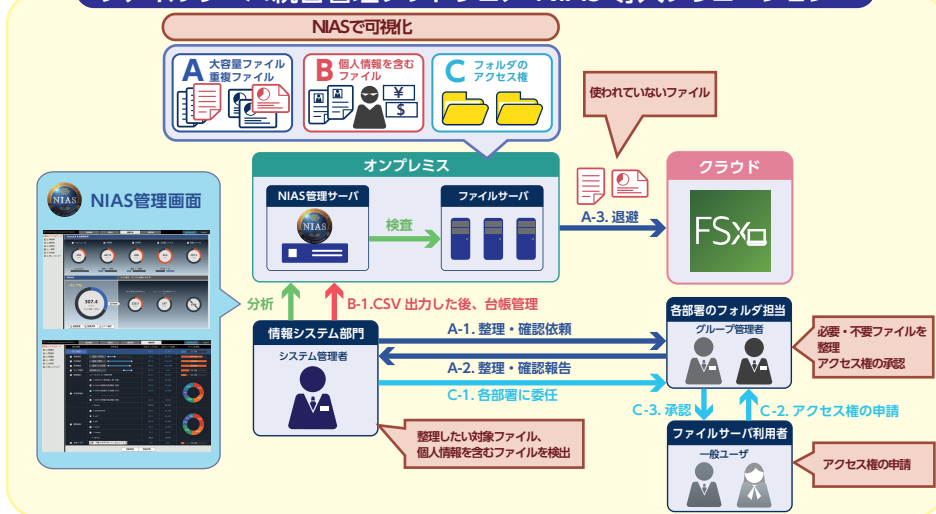 NIASで可視化
A 大容量ファイル
重複ファイル
B 個人情報を含む
ファイル
¥
$
C フォルダの
アクセス権
使われていないファイル
オンプレミス
クラウド
NIAS管理サーバ
NIAS
検査
ファイルサーバ
A-3. 退避
FSx
NIAS
NIAS管理画面
307.4
分析
B-1.CSV 出力した後、台帳管理
情報システム部門
システム管理者
A-1. 整理・確認依頼
A-2. 整理・確認報告
C-1. 各部署に委任
各部署のフォルダ担当
グループ管理者
必要・不要ファイルを
整理
アクセス権の承認
C-3. 承認
C-2. アクセス権の申請
ファイルサーバ利用者
一般ユーザ
アクセス権の申請
整理したい対象ファイル、
個人情報を含むファイルを検出